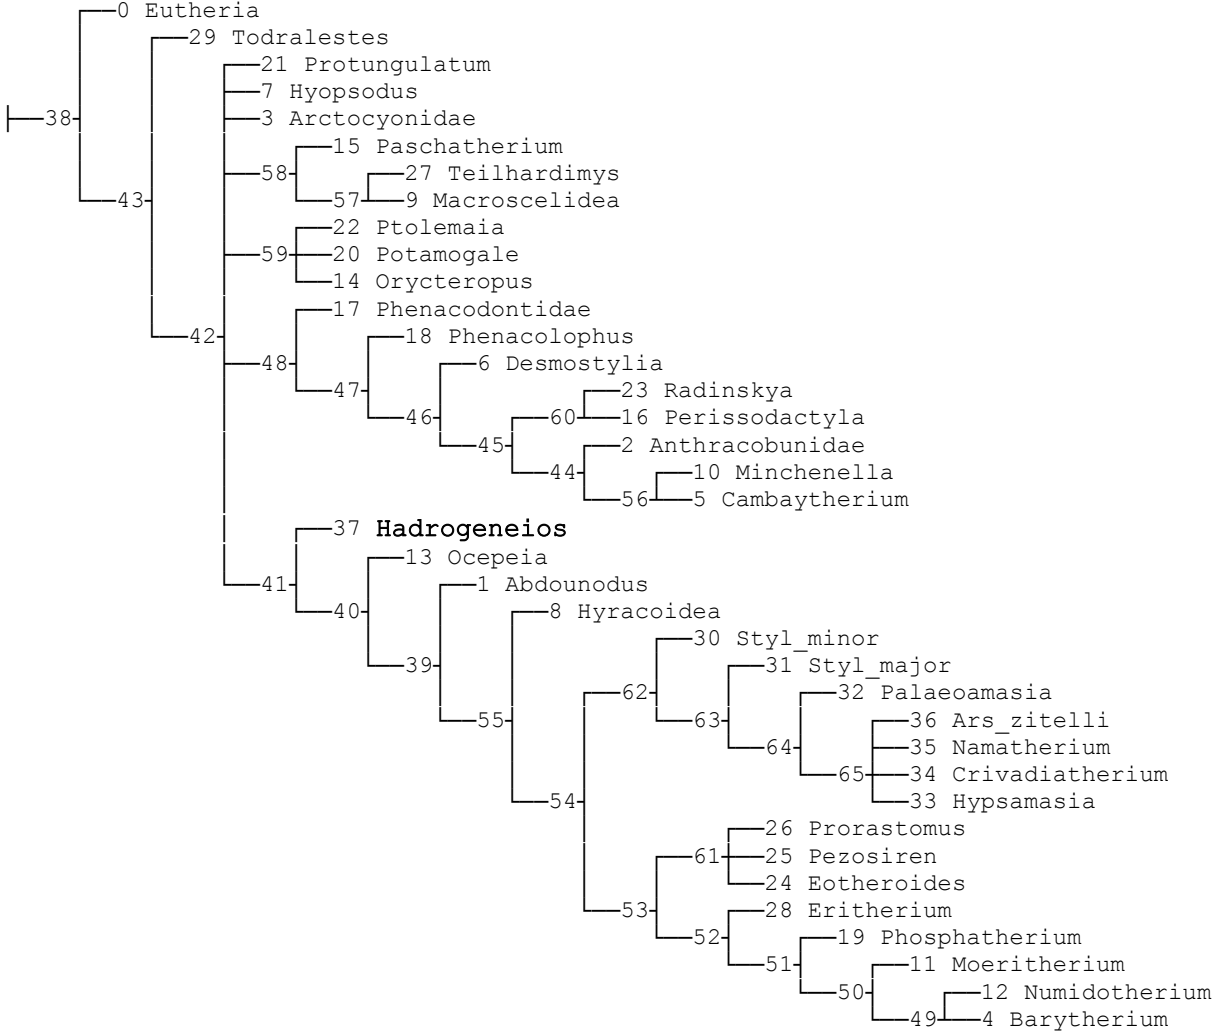 0 Eutheria
29 Todralestes
21 Protungulatum
7 Hyopsodus
38 3 Arctocyonidae
15 Paschatherium
58 27 Teilhardimys
43 57 9 Macroscelidea
22 Ptolemaia
59 20 Potamogale
14 Orycteropus
17 Phenacodontidae
42 18 Phenacolophus
48 6 Desmostylia
47 23 Radinskya
46 60 16 Perissodactyla
45 2 Anthracobunidae
44 10 Minchenella
56 5 Cambaytherium
37 Hadrogeneios
13 Ocepeia
41 1 Abdounodus
40 8 Hyracoidea
30 Styl_minor
39 31 Styl_major
62 32 Palaeoamasia
55 63 36 Ars_zitelli
64 35 Namatherium
65 34 Crivadiatherium
54 33 Hypsamasia
26 Prorastomus
61 25 Pezosiren
24 Eotheroides
53 28 Eritherium
52 19 Phosphatherium
51 11 Moeritherium
50 12 Numidotherium
49 4 Barytherium